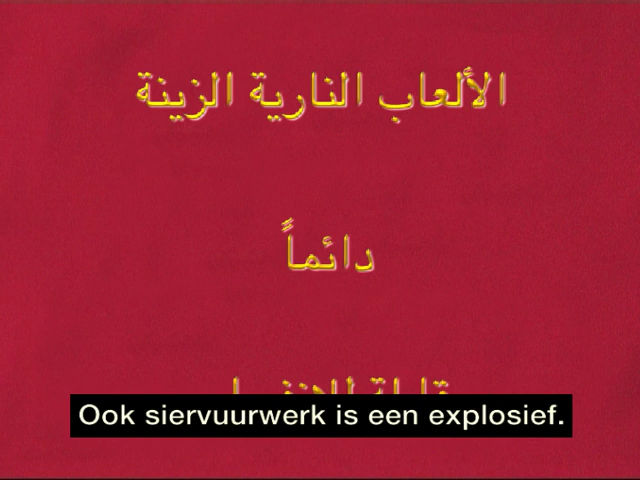 الألعاب النارية الزينة
دائماً
Ook siervuurwerk is een explosief.